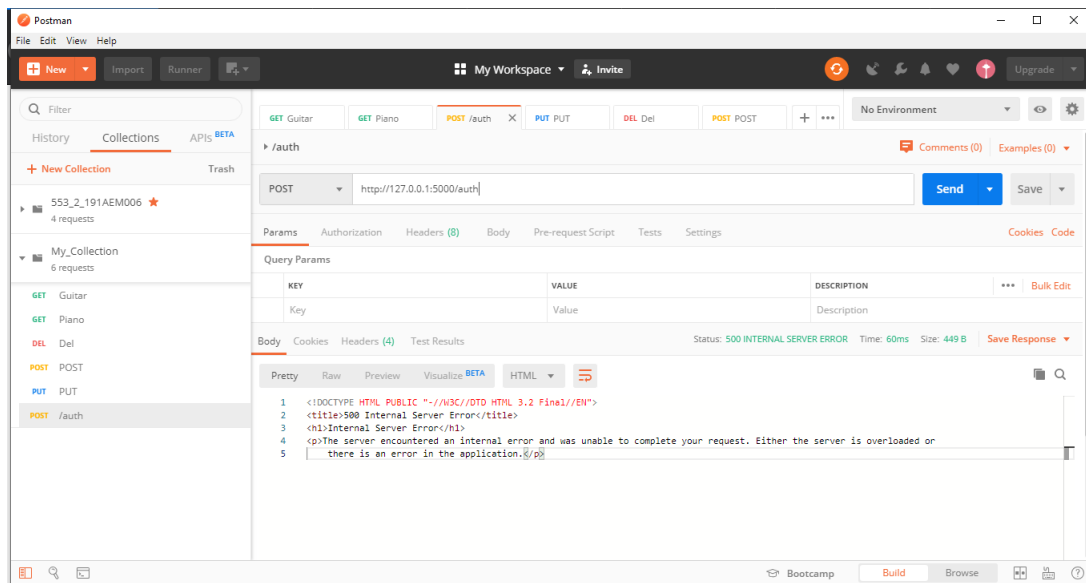 Postman
File Edit View Help
New Import Runner My Workspace Invite Upgrade
Filter
History Collections APIs BETA
+ New Collection Trash
553_2_191AEM006
4 requests
My_Collection
6 requests
GET Guitar
GET Piano
DEL Del
POST POST
PUT PUT
POST /auth
GET Guitar GET Piano POST /auth X PUT PUT DEL Del POST POST + ••• No Environment
/auth Comments (0) Examples (0)
POST http://127.0.0.1:5000/auth Send Save
Params Authorization Headers (8) Body Pre-request Script Tests Settings Cookies Code
Query Params
KEY VALUE DESCRIPTION ••• Bulk Edit
Key Value Description
Body Cookies Headers (4) Test Results Status: 500 INTERNAL SERVER ERROR Time: 60ms Size: 449 B Save Response
Pretty Raw Preview Visualize BETA HTML
1 <!DOCTYPE HTML PUBLIC "-//W3C//DTD HTML 3.2 Final//EN">
2 <title>500 Internal Server Error</title>
3 <h1>Internal Server Error</h1>
4 <p>The server encountered an internal error and was unable to complete your request. Either the server is overloaded or
5 there is an error in the application.</p>
Bootcamp Build Browse